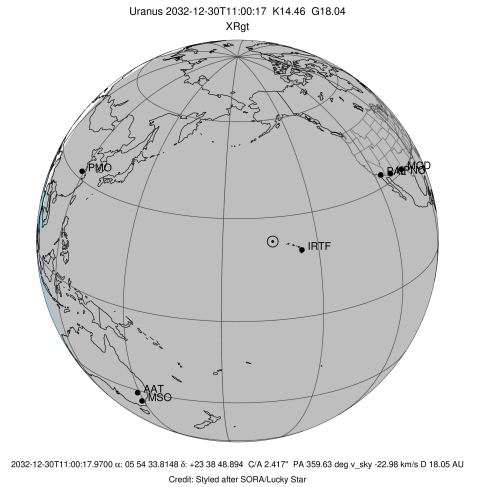 Uranus 2032-12-30T11:00:17 K14.46 G18.04
XRgt
PMO
MCD
IRTF
AAT
MSO
2032-12-30T11:00:17.9700 α: 05 54 33.8148 δ: +23 38 48.894 C/A 2.417" PA 359.63 deg v_sky -22.98 km/s D 18.05 AU
Credit: Styled after SORA/Lucky Star